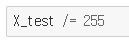 X_test /= 255